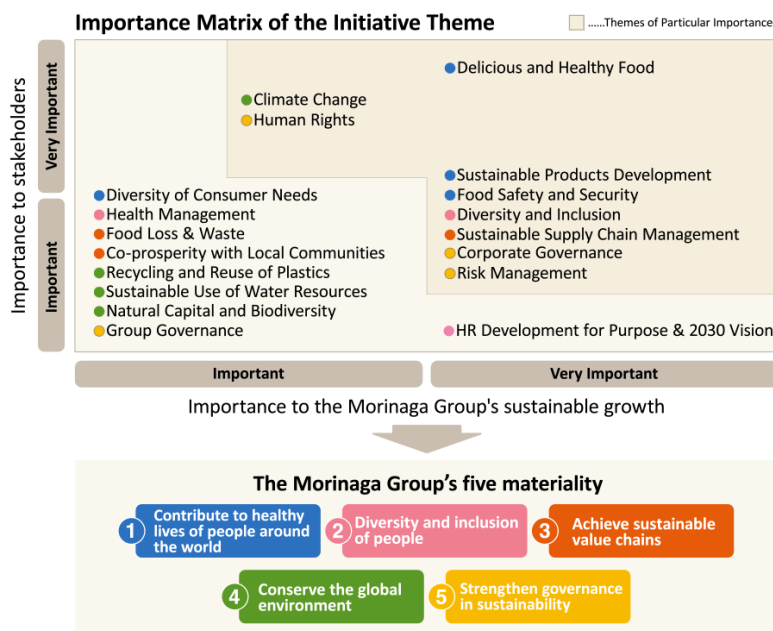 Importance Matrix of the Initiative Theme
......Themes of Particular Importance
Importance to stakeholders
Very Important
Important
Delicious and Healthy Food
Climate Change
Human Rights
Sustainable Products Development
Food Safety and Security
Diversity and Inclusion
Sustainable Supply Chain Management
Corporate Governance
Risk Management
Diversity of Consumer Needs
Health Management
Food Loss & Waste
Co-prosperity with Local Communities
Recycling and Reuse of Plastics
Sustainable Use of Water Resources
Natural Capital and Biodiversity
Group Governance
HR Development for Purpose & 2030 Vision
Important
Very Important
Importance to the Morinaga Group's sustainable growth
The Morinaga Group’s five materiality
1
Contribute to healthy
lives of people around
the world
2
Diversity and inclusion
of people
3
Achieve sustainable
value chains
4
Conserve the global
environment
5
Strengthen governance
in sustainability